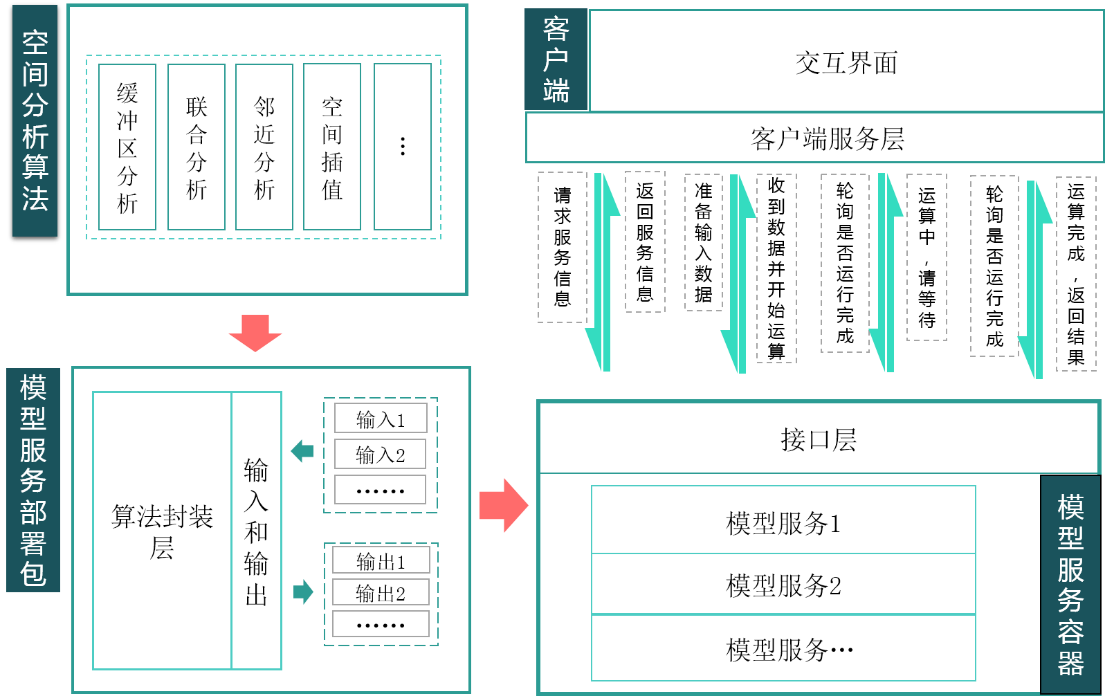 空间分析算法
缓冲区分析
联合分析
邻近分析
空间插值
…
客户端
交互界面
客户端服务层
请求服务信息
返回服务信息
准备输入数据
收到数据并开始运算
轮询是否运行完成
运算中,请等待
轮询是否运行完成
运算完成,返回结果
模型服务部署包
算法封装
层
输入和输出
输入1
输入2
……
输出1
输出2
……
接口层
模型服务1
模型服务2
模型服务…
模型服务容器